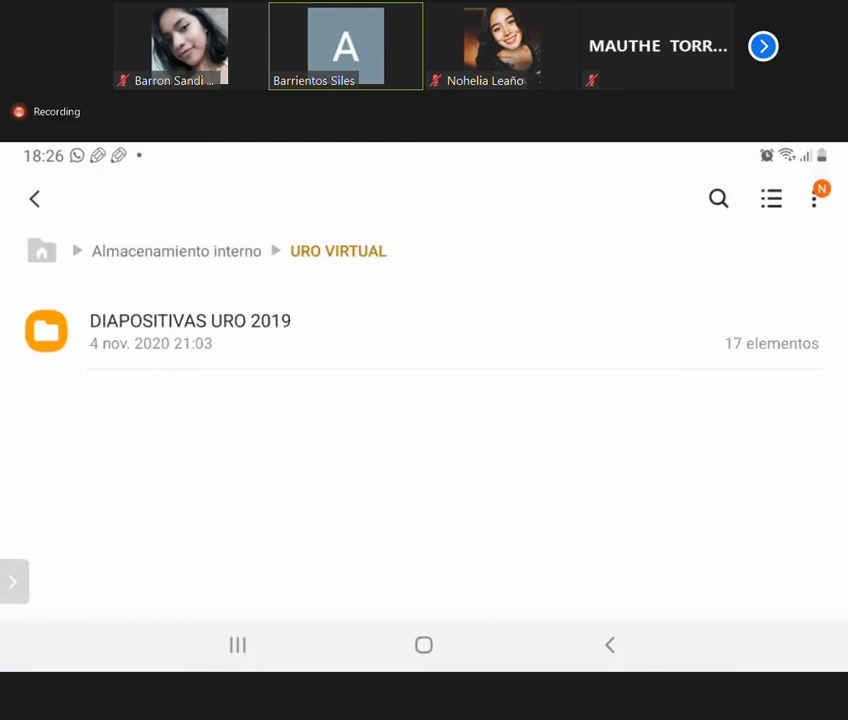 Barron Sandi ...
A
Barrientos Siles
Nohelia Leaño
MAUTHE TORR...
Recording
18:26
N
Almacenamiento interno
URO VIRTUAL
DIAPOSITIVAS URO 2019
4 nov. 2020 21:03
17 elementos